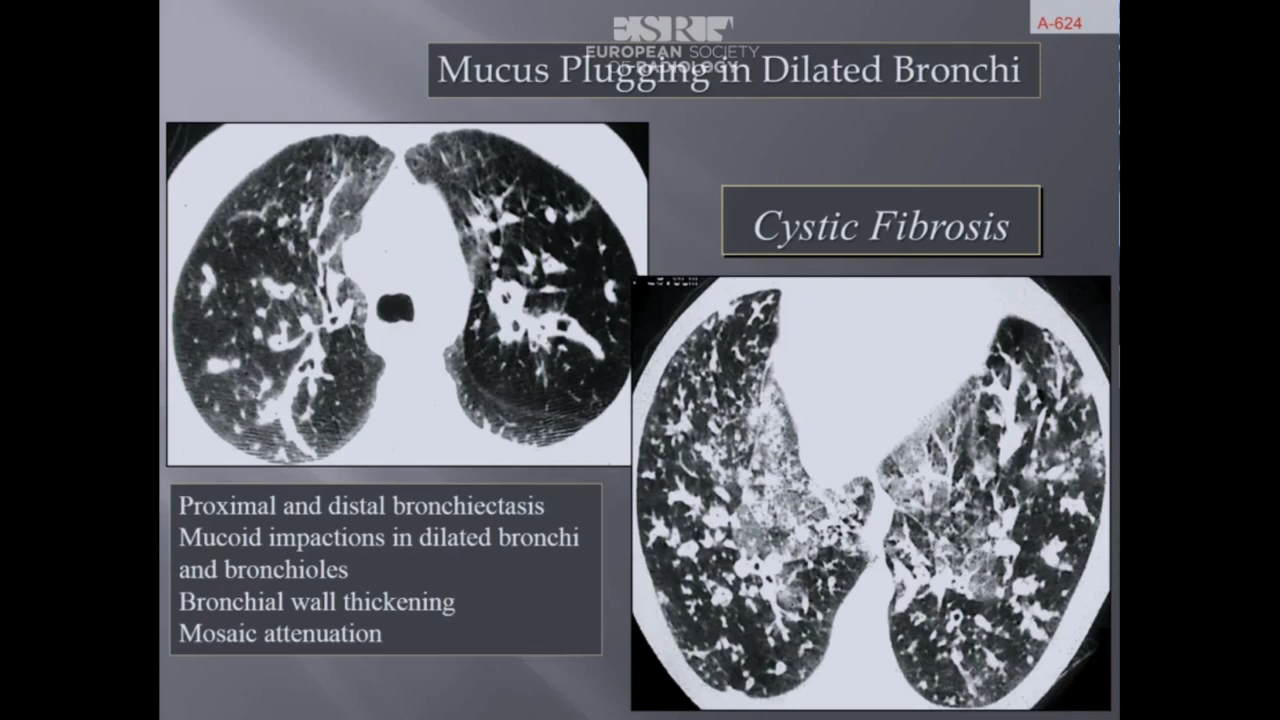 A-624
ESR
EUROPEAN SOCIETY
OF RADIOLOGY
Mucus Plugging in Dilated Bronchi
Cystic Fibrosis
Proximal and distal bronchiectasis
Mucoid impactions in dilated bronchi
and bronchioles
Bronchial wall thickening
Mosaic attenuation